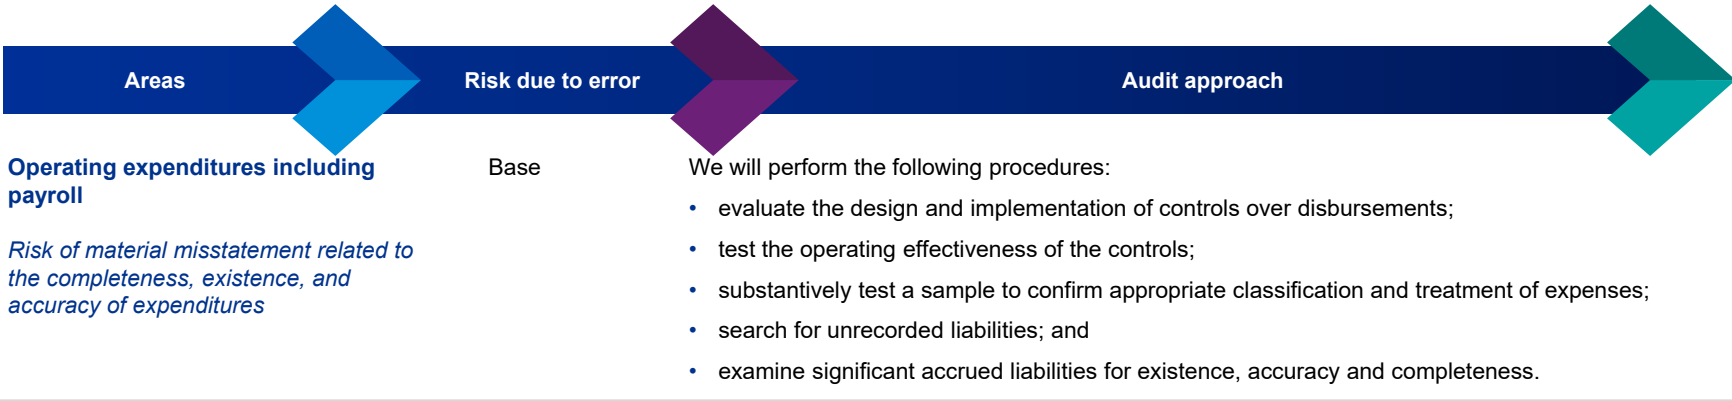 Areas
Risk due to error
Audit approach
Operating expenditures including
payroll
Risk of material misstatement related to
the completeness, existence, and
accuracy of expenditures
Base
We will perform the following procedures:
• evaluate the design and implementation of controls over disbursements;
• test the operating effectiveness of the controls;
• substantively test a sample to confirm appropriate classification and treatment of expenses;
• search for unrecorded liabilities; and
• examine significant accrued liabilities for existence, accuracy and completeness.